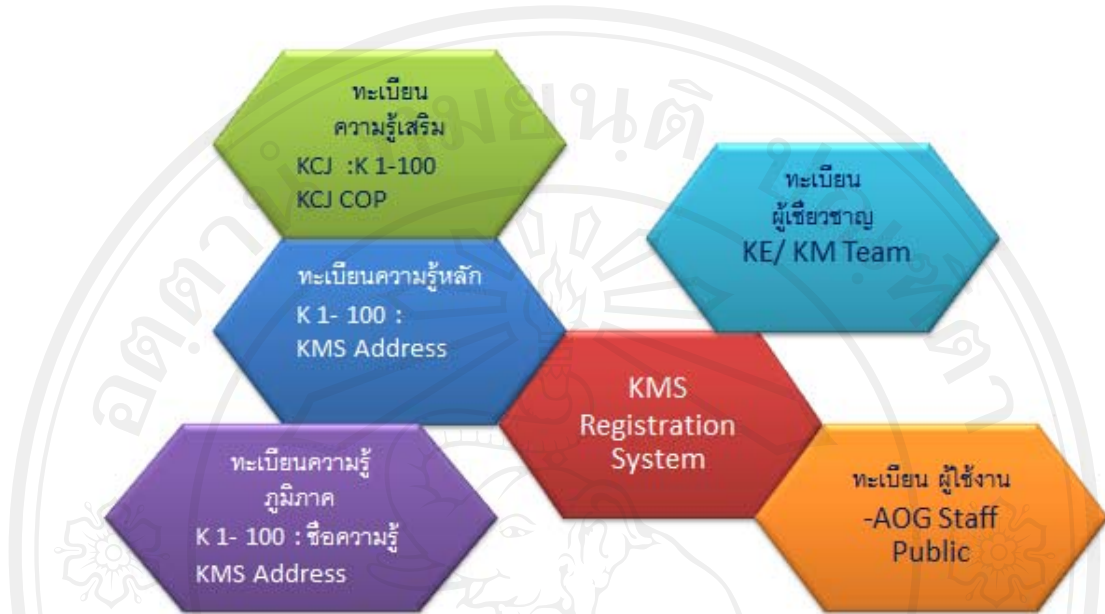 ทะเบียน
ความรู้เสริม
KCJ :K 1-100
KCJ COP
ทะเบียน
ผู้เชียวชาญ
KE/ KM Team
ทะเบียนความรู้หลัก
K 1- 100 :
KMS Address
KMS
Registration
System
ทะเบียนความรู้
ภูมิภาค
K 1- 100 : ชื่อความรู้
KMS Address
ทะเบียน ผู้ใช้งาน
-AOG Staff
Public